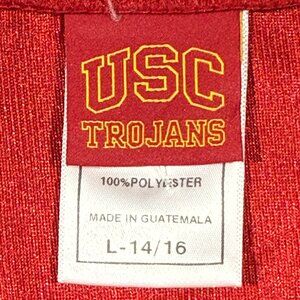 USC
TROJANS
100%POLYESTER
MADE IN GUATEMALA
L-14/16